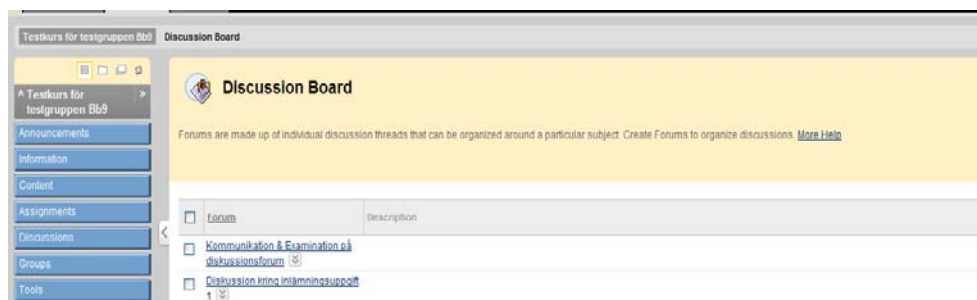 Testkurs för testgruppen Bb9 Discussion Board
Testkurs för
testgruppen Bb9
Announcements
Information
Content
Assignments
Discussions
Groups
Tools
Discussion Board
Forums are made up of individual discussion threads that can be organized around a particular subject. Create Forums to organize discussions. More Help
Forum Description
Kommunikation & Examination på
diskussionsforum
Diskussion kring inlämningsuppgift
1